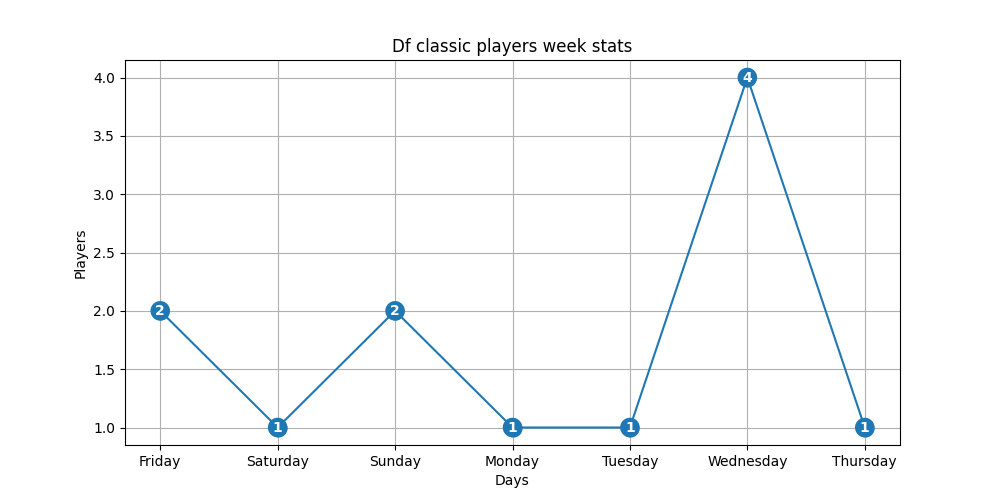 Df classic players week stats
4.0
3.5
3.0
2.5
2.0
1.5
1.0
Players
2
1
2
1
1
4
1
Friday
Saturday
Sunday
Monday
Tuesday
Wednesday
Thursday
Days